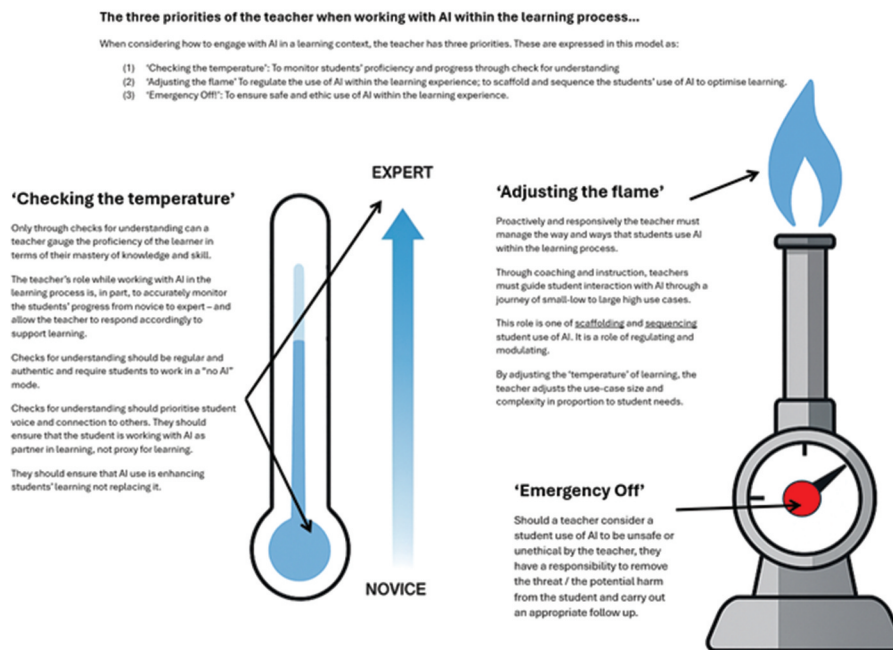 The three priorities of the teacher when working with AI within the learning process...
When considering how to engage with AI in a learning context, the teacher has three priorities. These are expressed in this model as:
(1) 'Checking the temperature': To monitor students' proficiency and progress through check for understanding
(2) 'Adjusting the flame' To regulate the use of AI within the learning experience; to scaffold and sequence the students' use of AI to optimise learning.
(3) 'Emergency Off!': To ensure safe and ethic use of AI within the learning experience.
'Checking the temperature'
Only through checks for understanding can a
teacher gauge the proficiency of the learner in
terms of their mastery of knowledge and skill.
The teacher's role while working with AI in the
learning process is, in part, to accurately monitor
the students' progress from novice to expert – and
allow the teacher to respond accordingly to
support learning.
Checks for understanding should be regular and
authentic and require students to work in a "no AI"
mode.
Checks for understanding should prioritise student
voice and connection to others. They should
ensure that the student is working with AI as
partner in learning, not proxy for learning.
They should ensure that AI use is enhancing
students' learning not replacing it.
EXPERT
NOVICE
'Adjusting the flame'
Proactively and responsively the teacher must
manage the way and ways that students use AI
within the learning process.
Through coaching and instruction, teachers
must guide student interaction with AI through a
journey of small-low to large high use cases.
This role is one of scaffolding and sequencing
student use of AI. It is a role of regulating and
modulating.
By adjusting the 'temperature' of learning, the
teacher adjusts the use-case size and
complexity in proportion to student needs.
'Emergency Off'
Should a teacher consider a
student use of AI to be unsafe or
unethical by the teacher, they
have a responsibility to remove
the threat / the potential harm
from the student and carry out
an appropriate follow up.